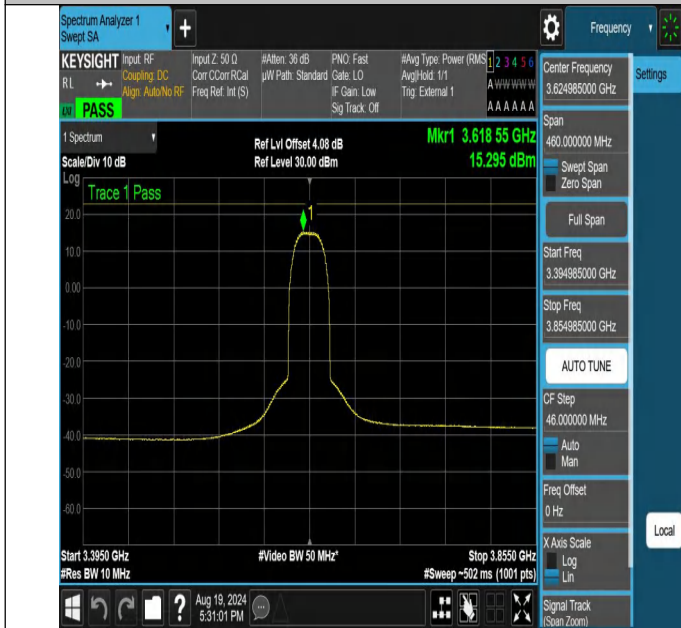 Spectrum Analyzer 1
Swept SA
Frequency
KEYSIGHT
RL
PASS
Input: RF
Coupling: DC
Align: Auto/No RF
Input Z: 50 Ω
Corr CCorr RCal
Freq Ref: Int (S)
#Atten: 36 dB
µW Path: Standard
PNO: Fast
Gate: LO
IF Gain: Low
Sig Track: Off
#Avg Type: Power (RMS
Avg|Hold: 1/1
Trig: External 1
1 2 3 4 5 6
A W W W W W
A A A A A A
1 Spectrum
Scale/Div 10 dB
Ref Lvl Offset 4.08 dB
Ref Level 30.00 dBm
Mkr1 3.618 55 GHz
15.295 dBm
Log
Trace 1 Pass
1
20.0
10.0
0.00
-10.0
-20.0
-30.0
-40.0
-50.0
-60.0
Start 3.3950 GHz
#Res BW 10 MHz
#Video BW 50 MHz*
Stop 3.8550 GHz
#Sweep ~502 ms (1001 pts)
?
Aug 19, 2024
5:31:01 PM
Center Frequency
3.624985000 GHz
Settings
Span
460.000000 MHz
Swept Span
Zero Span
Full Span
Start Freq
3.394985000 GHz
Stop Freq
3.854985000 GHz
AUTO TUNE
CF Step
46.000000 MHz
Auto
Man
Freq Offset
0 Hz
Local
X Axis Scale
Log
Lin
Signal Track
(Span Zoom)